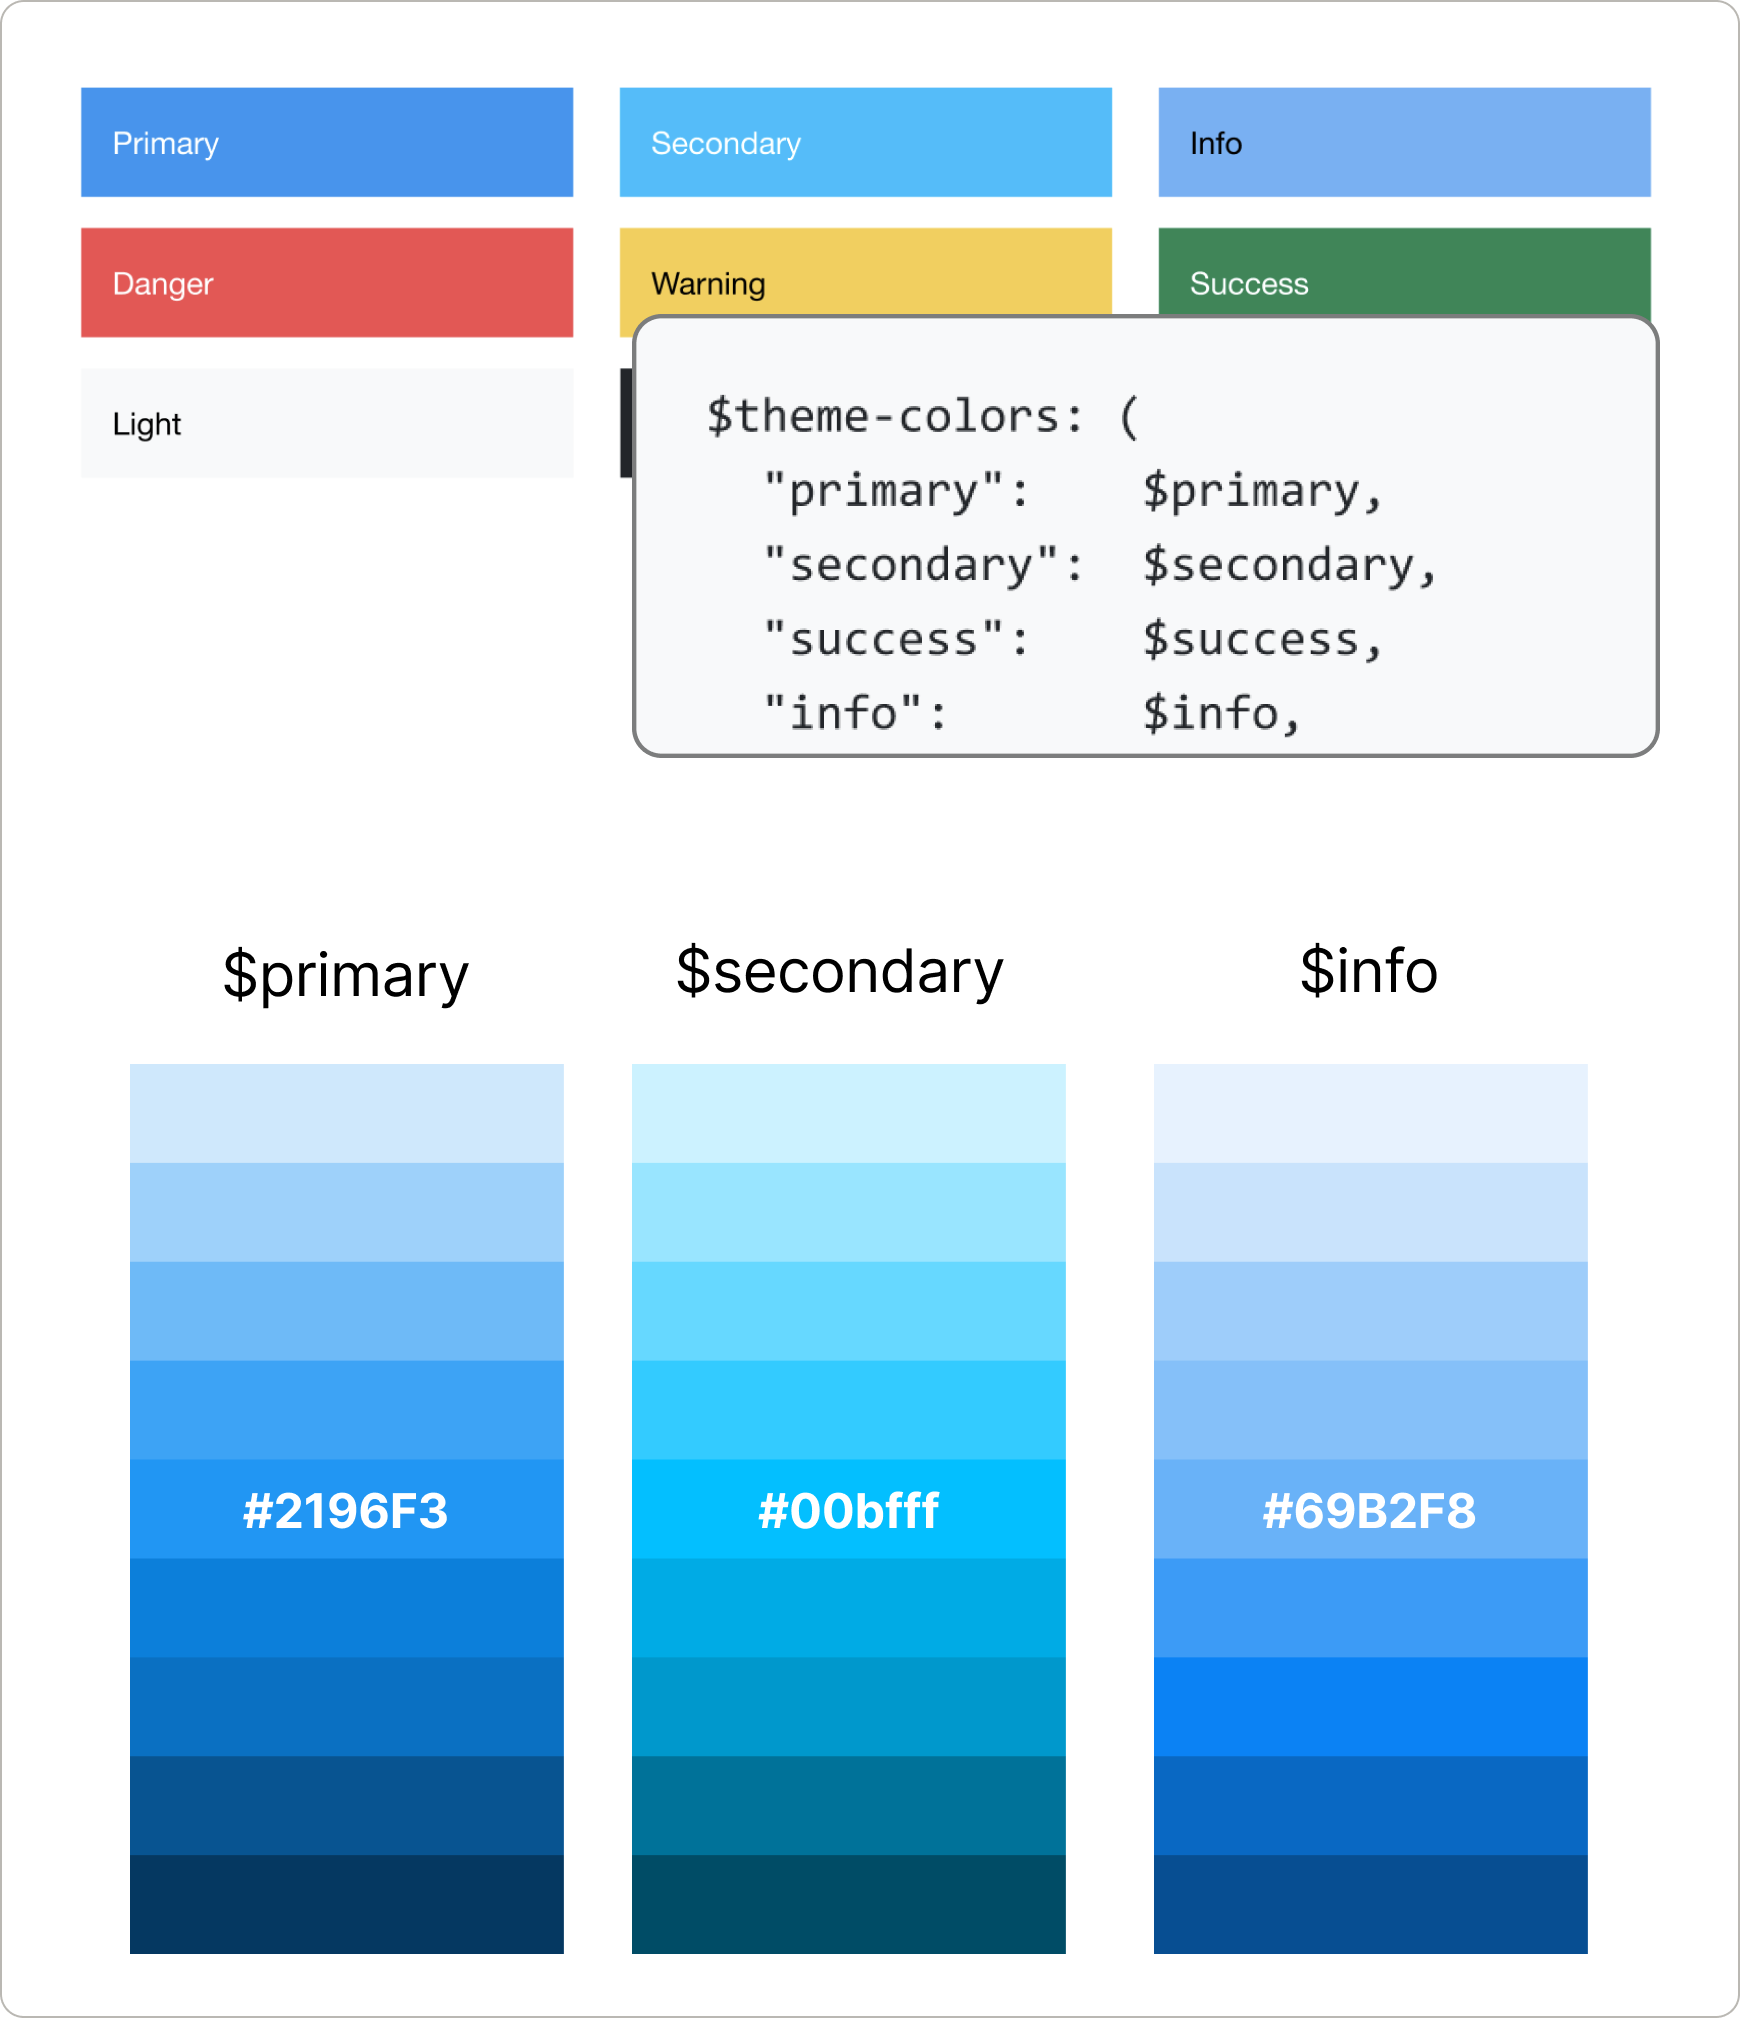 Primary
Secondary
Info
Danger
Warning
Success
Light
$theme-colors: (
"primary": $primary,
"secondary": $secondary,
"success": $success,
"info": $info,
$primary
$secondary
$info
#2196F3
#00bfff
#69B2F8